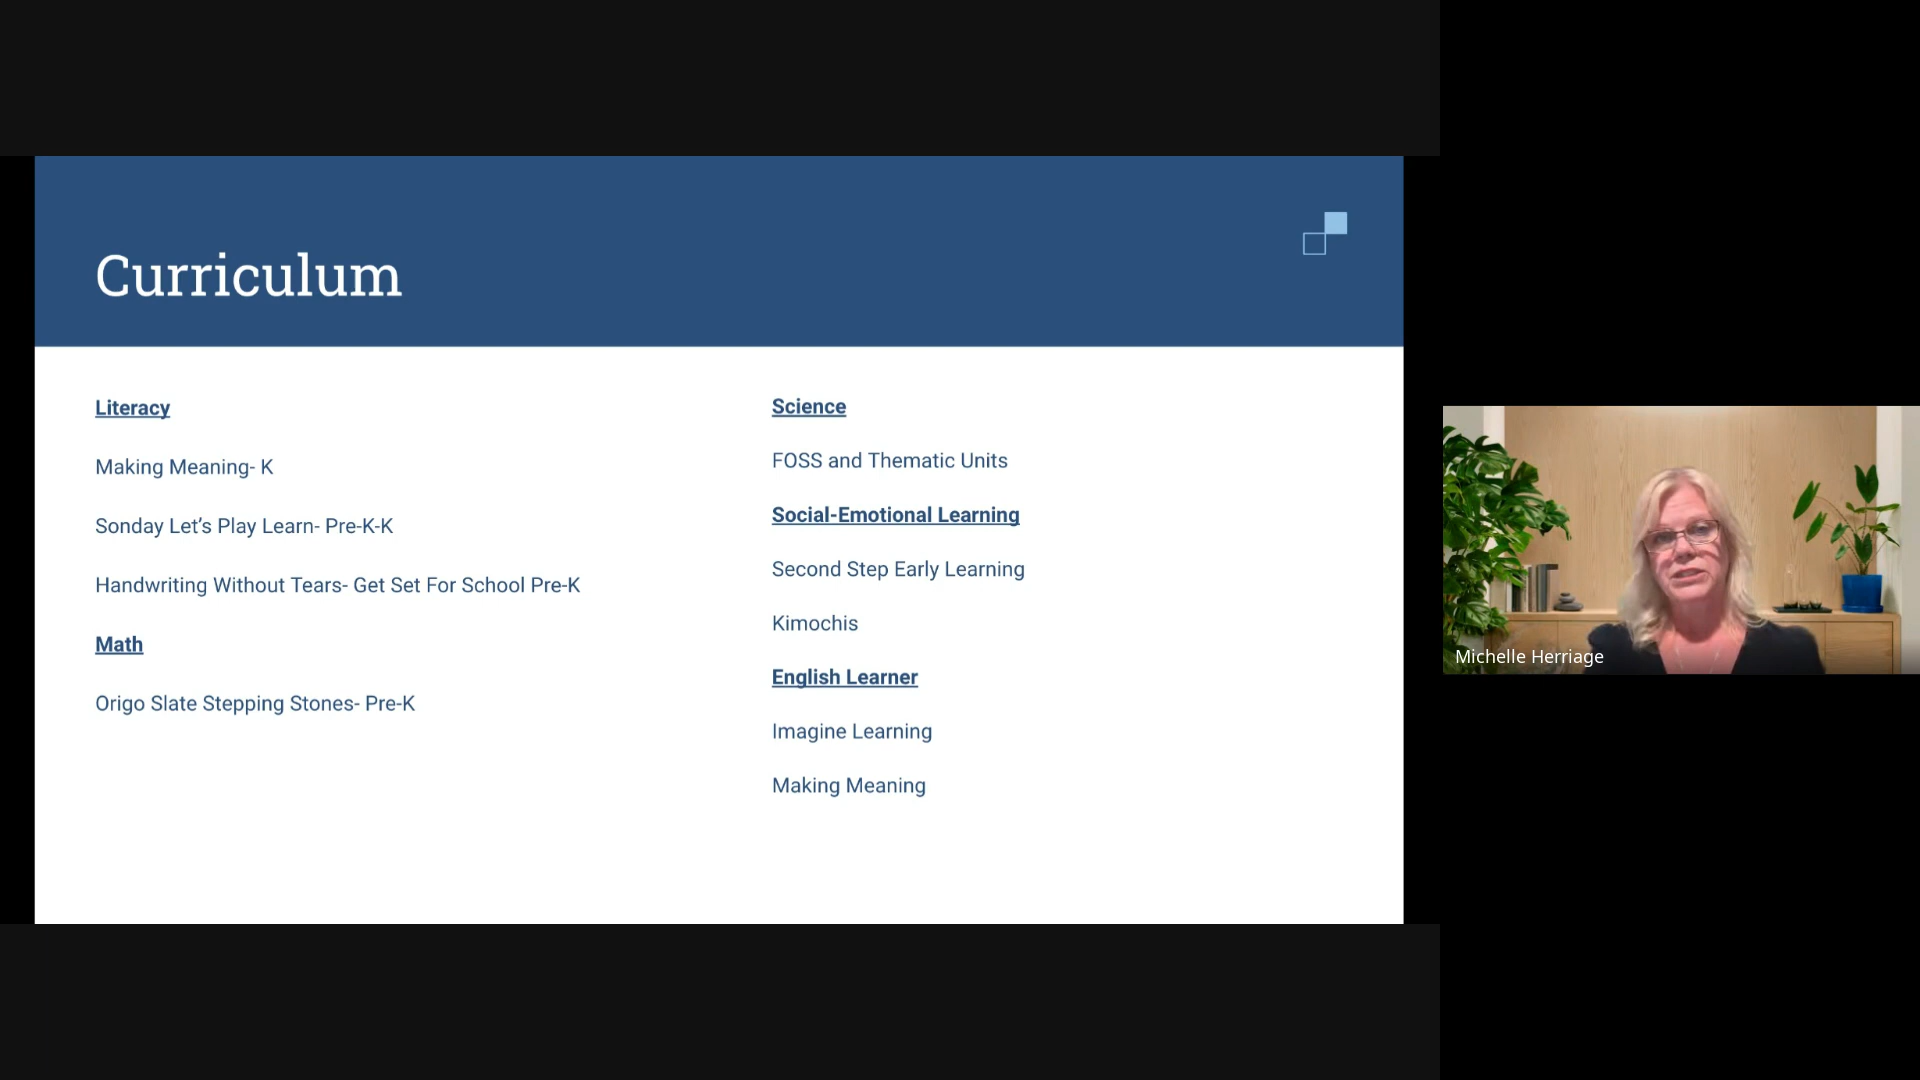 Curriculum
Literacy
Making Meaning- K
Sonday Let’s Play Learn- Pre-K-K
Handwriting Without Tears- Get Set For School Pre-K
Math
Origo Slate Stepping Stones- Pre-K
Science
FOSS and Thematic Units
Social-Emotional Learning
Second Step Early Learning
Kimochis
English Learner
Imagine Learning
Making Meaning
Michelle Herriage